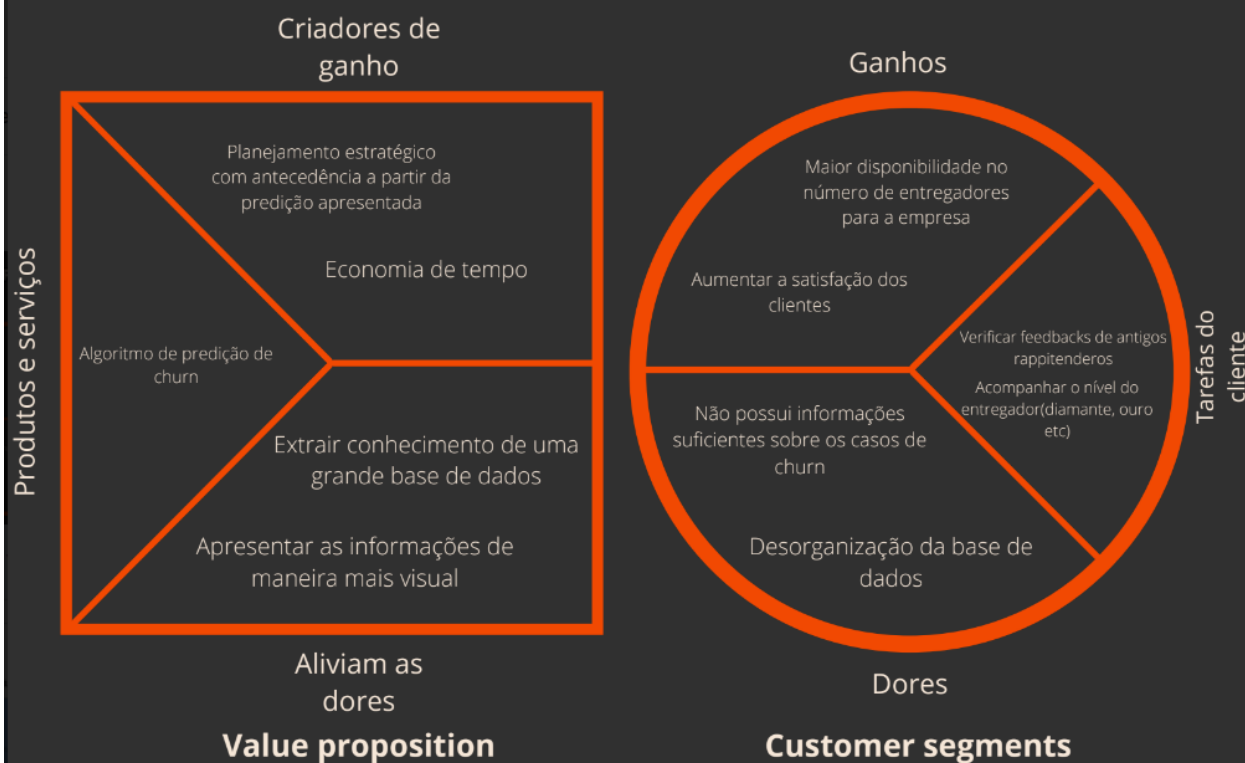 Criadores de
ganho
Planejamento estratégico
com antecedência a partir da
predição apresentada
Economia de tempo
Produtos e serviços
Algoritmo de predição de
churn
Extrair conhecimento de uma
grande base de dados
Apresentar as informações de
maneira mais visual
Aliviam as
dores
Value proposition
Ganhos
Maior disponibilidade no
número de entregadores
para a empresa
Aumentar a satisfação dos
clientes
Verificar feedbacks de antigos
rappitenderos
Acompanhar o nível do
entregador(diamante, ouro
etc)
Tarefas do
cliente
Não possui informações
suficientes sobre os casos de
churn
Desorganização da base de
dados
Dores
Customer segments